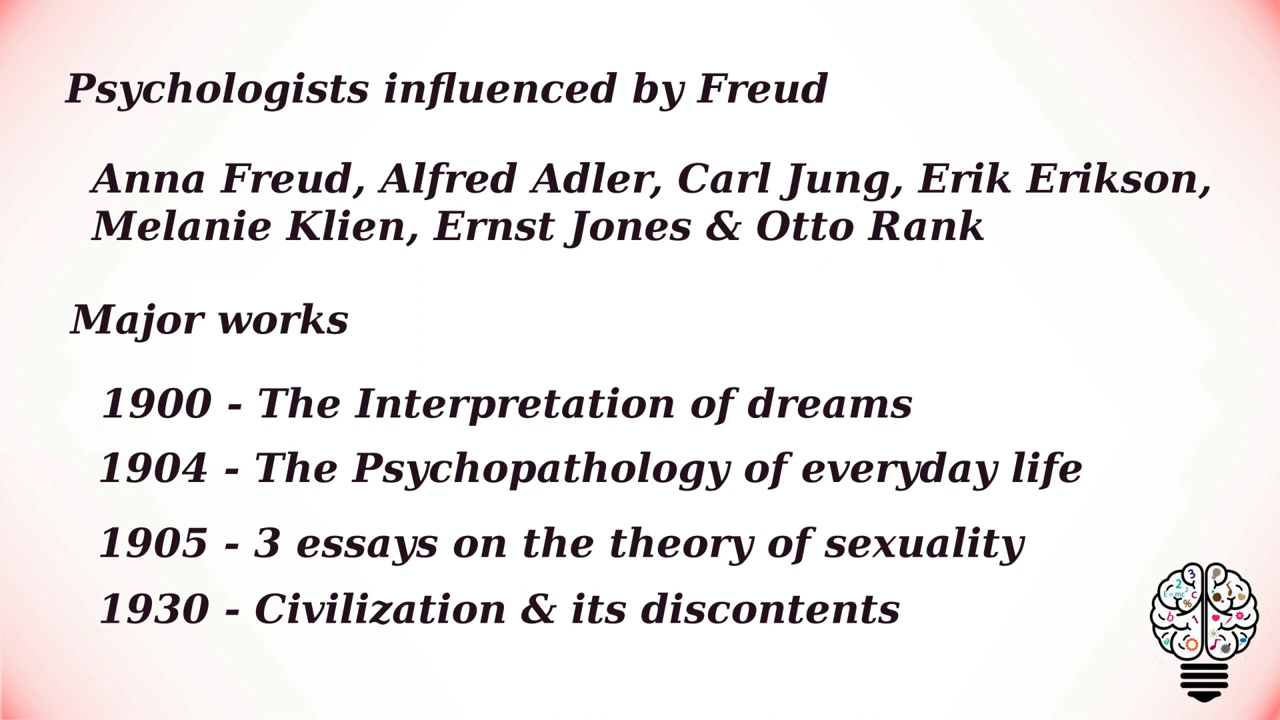 Psychologists influenced by Freud
Anna Freud, Alfred Adler, Carl Jung, Erik Erikson,
Melanie Klien, Ernst Jones & Otto Rank
Major works
1900 - The Interpretation of dreams
1904 - The Psychopathology of everyday life
1905 - 3 essays on the theory of sexuality
1930 - Civilization & its discontents